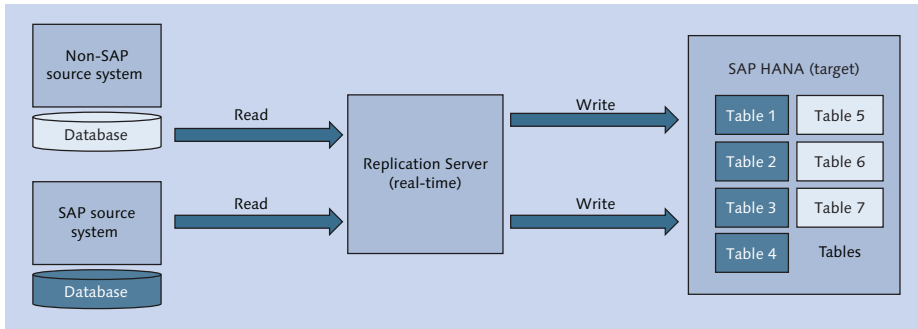 Non-SAP
source system
Database
SAP source
system
Database
Read
Read
Replication Server
(real-time)
Write
Write
SAP HANA (target)
Table 1
Table 5
Table 2
Table 6
Table 3
Table 7
Table 4
Tables